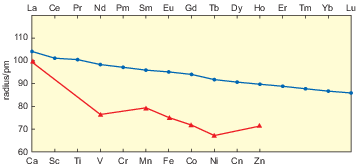 La Ce Pr Nd Pm Sm Eu Gd Tb Dy Ho Er Tm Yb Lu
110
100
90
80
70
60
radius/pm
Ca Sc Ti V Cr Mn Fe Co Ni Cn Zn